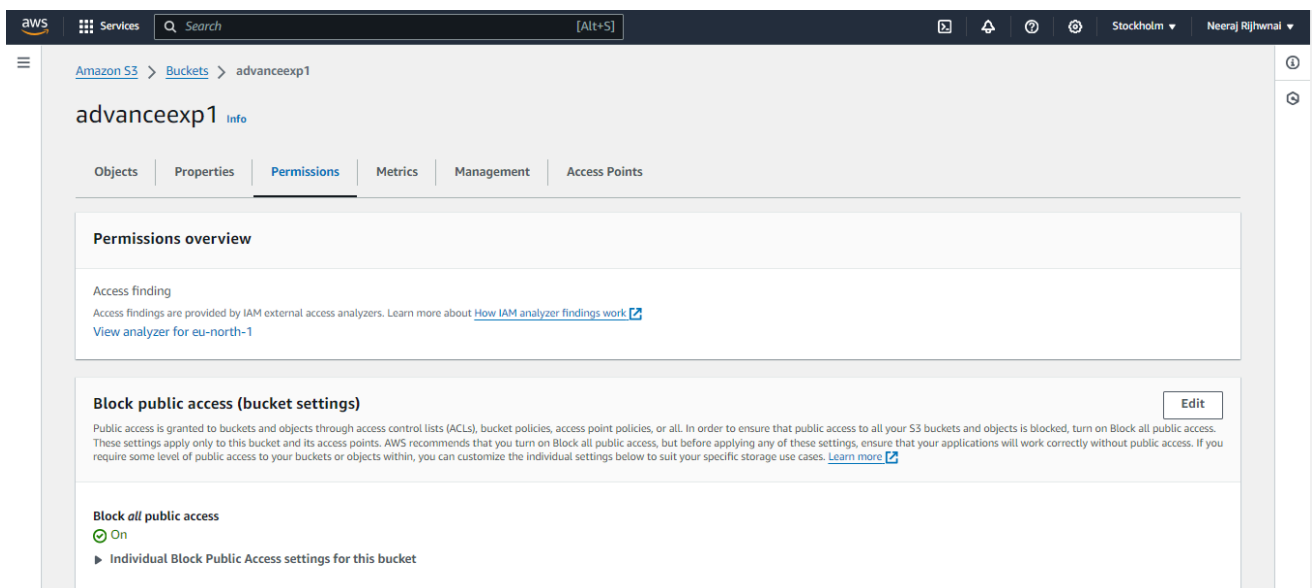 aws Services Search [Alt+S] Stockholm Neeraj Rijhwnai
Amazon S3 > Buckets > advanceexp1
advanceexp1 Info
Objects Properties Permissions Metrics Management Access Points
Permissions overview
Access finding
Access findings are provided by IAM external access analyzers. Learn more about How IAM analyzer findings work
View analyzer for eu-north-1
Block public access (bucket settings) Edit
Public access is granted to buckets and objects through access control lists (ACLs), bucket policies, access point policies, or all. In order to ensure that public access to all your S3 buckets and objects is blocked, turn on Block all public access.
These settings apply only to this bucket and its access points. AWS recommends that you turn on Block all public access, but before applying any of these settings, ensure that your applications will work correctly without public access. If you
require some level of public access to your buckets or objects within, you can customize the individual settings below to suit your specific storage use cases. Learn more
Block all public access
On
Individual Block Public Access settings for this bucket